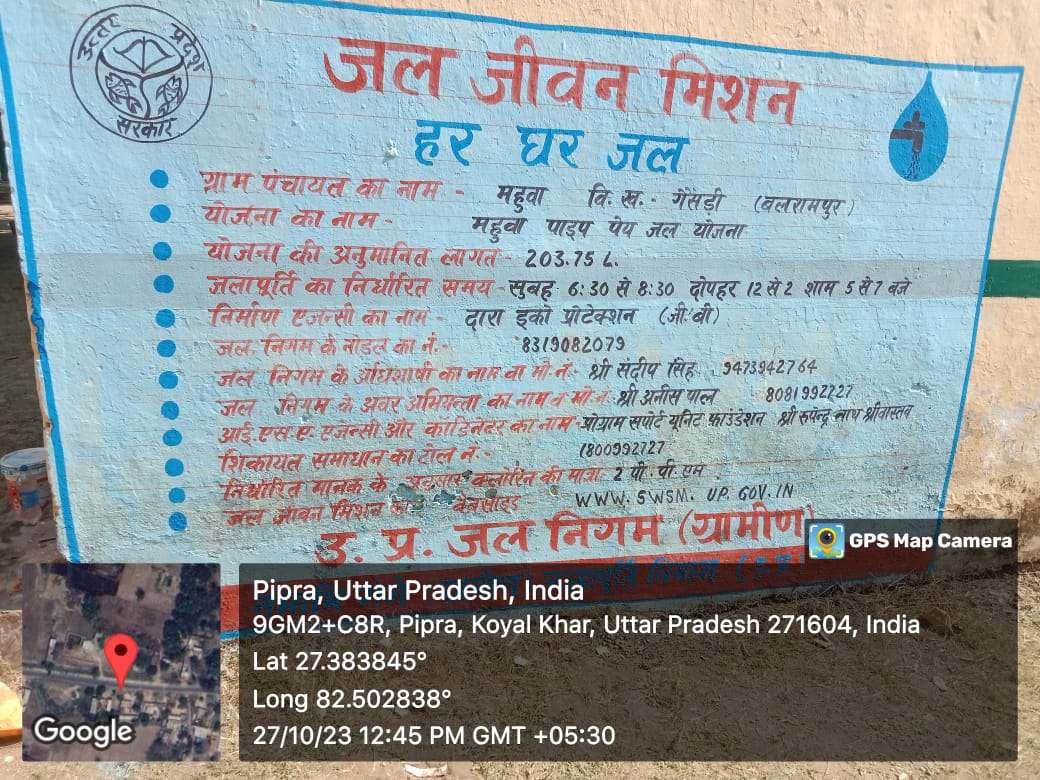 उत्तर प्रदेश
सरकार
जल जीवन मिशन
हर घर जल
ग्राम पंचायत का नाम - महुवा वि. ख. - गैंसड़ी (बलरामपुर)
योजना का नाम - महुवा पाइप पेय जल योजना
योजना की अनुमानित लागत - 203.75 L.
जलापूर्ति का निर्धारित समय - सुबह 6:30 से 8:30 दोपहर 12 से 2 शाम 5 से 7 बजे
निर्माण एजन्सी का नाम - दारा इको प्रोटेक्शन (जी.बी)
जल निगम के नोडल का नं. - 8319082079
जल निगम के अधिशाषी का नाम वा मो.नं. श्री संदीप सिंह 9473942764
जल निगम के अवर अभियन्ता का नाम व मो.नं. श्री अनीस पाल 8081992727
आई.एस.ए. एजेन्सी और कार्डिनेटर का नाम - प्रोग्राम सपोर्ट यूनिट फाउंडेशन श्री रुपेन्द्र नाथ श्रीवास्तव
शिकायत समाधान का टोल नं. - 1800992727
निर्धारित मानक के अनुसार क्लोरिन की मात्रा 2 पी.पी.एम
जल जीवन मिशन का वेबसाइड WWW.SWSM.UP.GOV.IN
उ. प्र. जल निगम (ग्रामीण
जलापूर्ति विभाग
GPS Map Camera
Pipra, Uttar Pradesh, India
9GM2+C8R, Pipra, Koyal Khar, Uttar Pradesh 271604, India
Lat 27.383845°
Long 82.502838°
27/10/23 12:45 PM GMT +05:30
Google